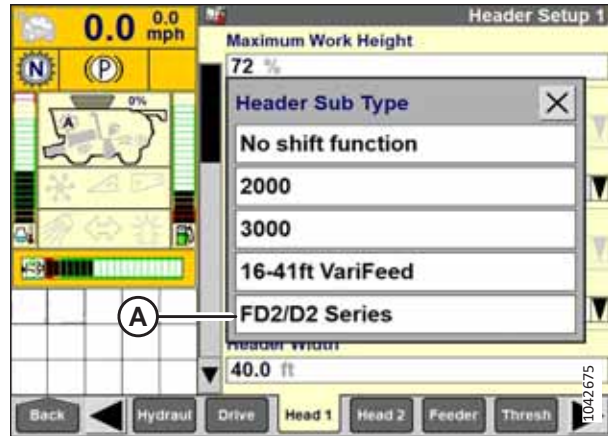 0.0 0.0 mph
Header Setup 1
N (P)
Maximum Work Height
72 %
0%
A
Header Sub Type
No shift function
2000
3000
16-41ft VariFeed
A
FD2/D2 Series
Header Width
40.0 ft
1042675
Back Hydraul Drive Head 1 Head 2 Feeder Thresh